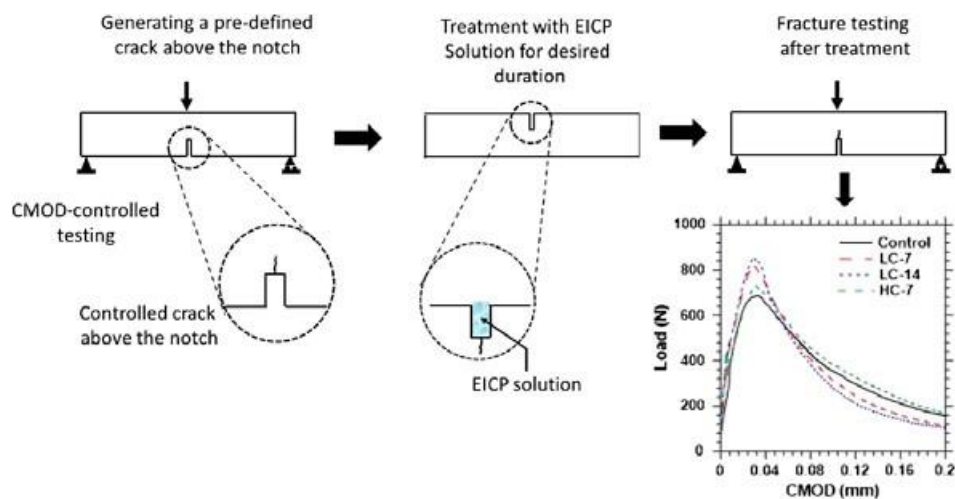 Generating a pre-defined
crack above the notch
Treatment with EICP
Solution for desired
duration
Fracture testing
after treatment
CMOD-controlled
testing
Controlled crack
above the notch
EICP solution
1000
800
600
400
200
0
Load (N)
Control
LC-7
LC-14
HC-7
0 0.04 0.08 0.12 0.16 0.2
CMOD (mm)